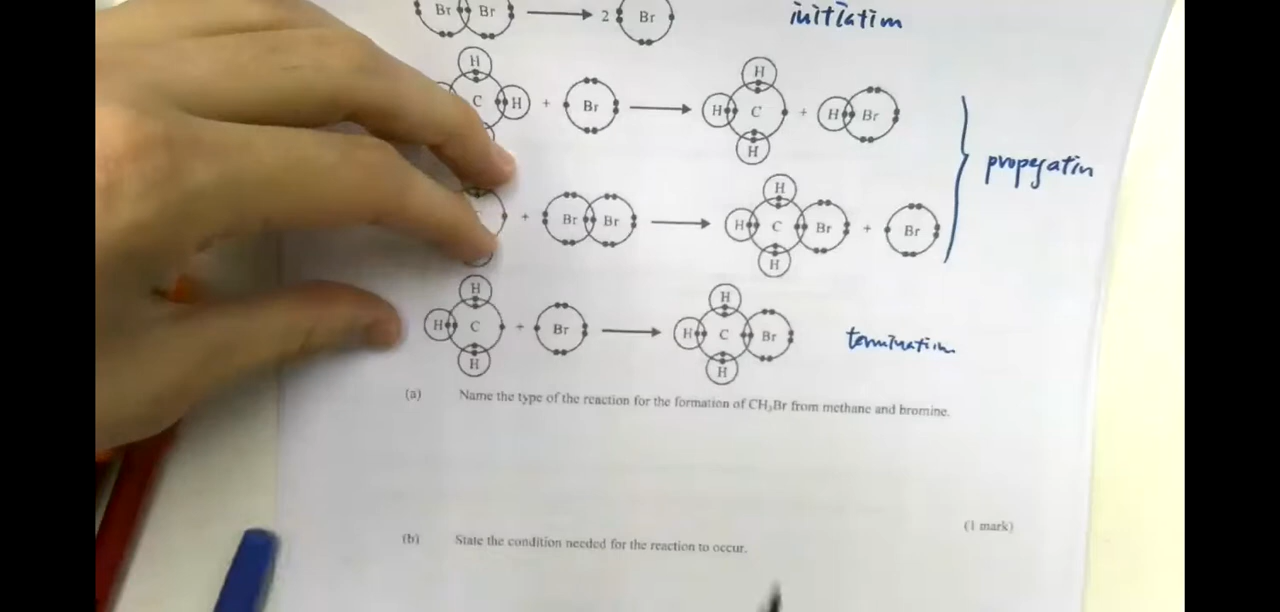 Br Br → 2 Br initiatim
H
C H + Br → H C + H Br
H
H
+ Br Br → H C Br + Br
H
propegatin
H H
H C + Br → H C Br termination
H H
(a) Name the type of the reaction for the formation of CH₃Br from methane and bromine.
(1 mark)
(b) State the condition needed for the reaction to occur.